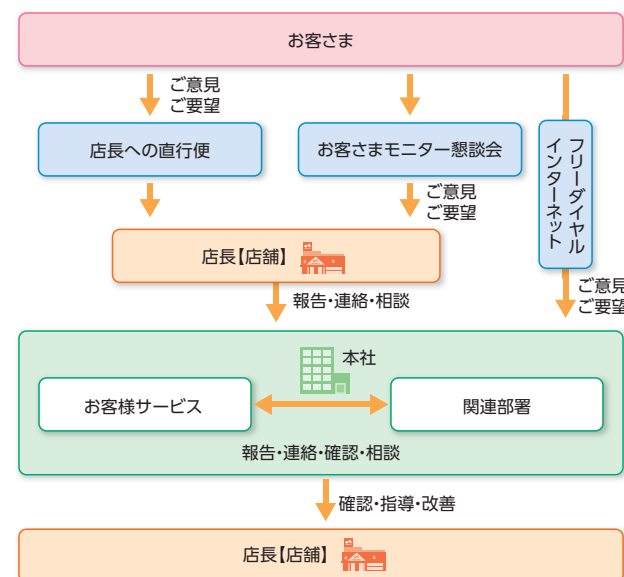 お客さま
ご意見
ご要望
店長への直行便
お客さまモニター懇談会
フリーダイヤル
インターネット
ご意見
ご要望
店長【店舗】
ご意見
ご要望
報告・連絡・相談
本社
お客様サービス
関連部署
報告・連絡・確認・相談
確認・指導・改善
店長【店舗】